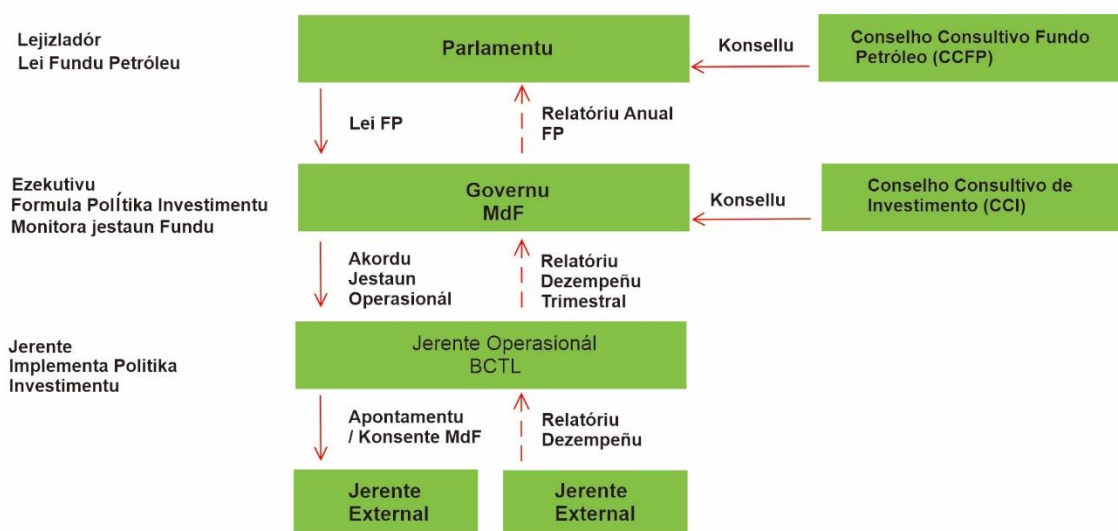 Lejizladór
Lei Fundu Petróleu
Parlamentu
Konsellu
Conselho Consultivo Fundo
Petróleo (CCFP)
Lei FP
Relatóriu Anual
FP
Ezekutivu
Formula PolÍtika Investimentu
Monitora jestaun Fundu
Governu
MdF
Konsellu
Conselho Consultivo de
Investimento (CCI)
Akordu
Jestaun
Operasionál
Relatóriu
Dezempeñu
Trimestral
Jerente
Implementa Politika
Investimentu
Jerente Operasionál
BCTL
Apontamentu
/ Konsente MdF
Relatóriu
Dezempeñu
Jerente
External
Jerente
External